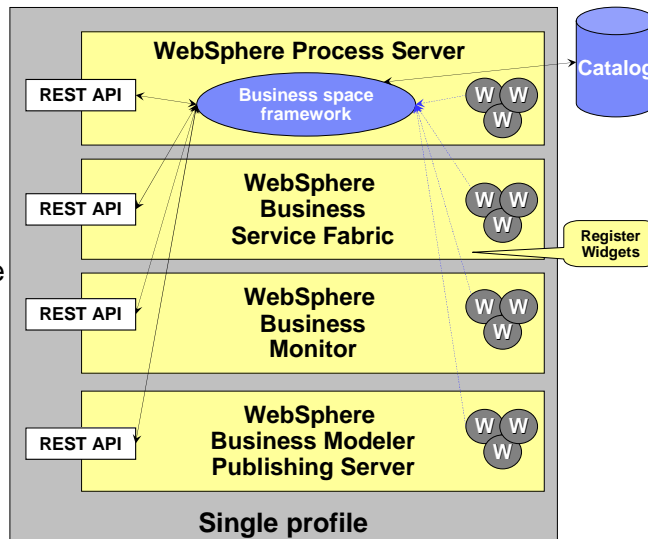 WebSphere Process Server
Catalog
REST API
Business space
framework
W W
W
REST API
WebSphere
Business
Service Fabric
W W
W
Register
Widgets
e
REST API
WebSphere
Business
Monitor
W W
W
REST API
WebSphere
Business Modeler
Publishing Server
W W
W
Single profile